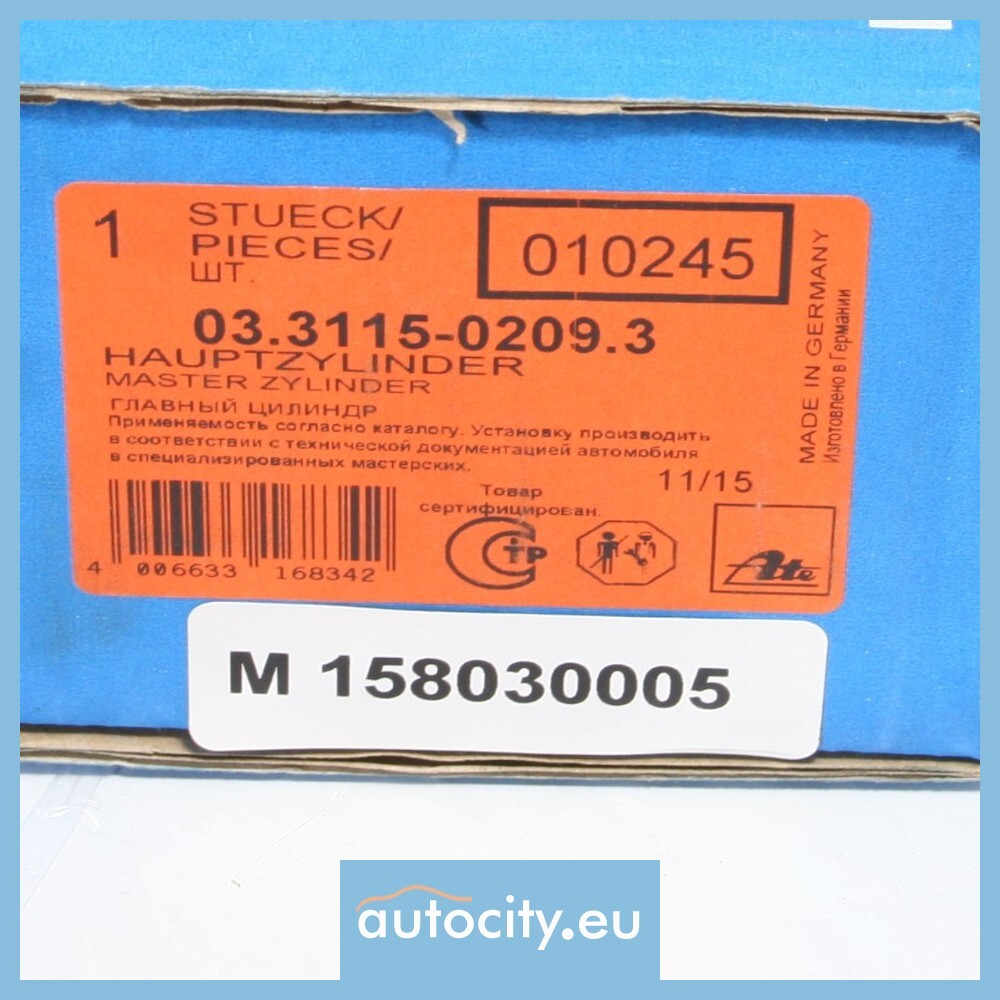 1
STUECK/
PIECES/
ШТ.
010245
03.3115-0209.3
HAUPTZYLINDER
MASTER ZYLINDER
ГЛАВНЫЙ ЦИЛИНДР
Применяемость согласно каталогу. Установку производить
в соответствии с технической документацией автомобиля
в специализированных мастерских.
MADE IN GERMANY
Изготовлено в Германии
11/15
Товар
сертифицирован.
4 006633 168342
СТР
Ate
M 158030005
autocity.eu